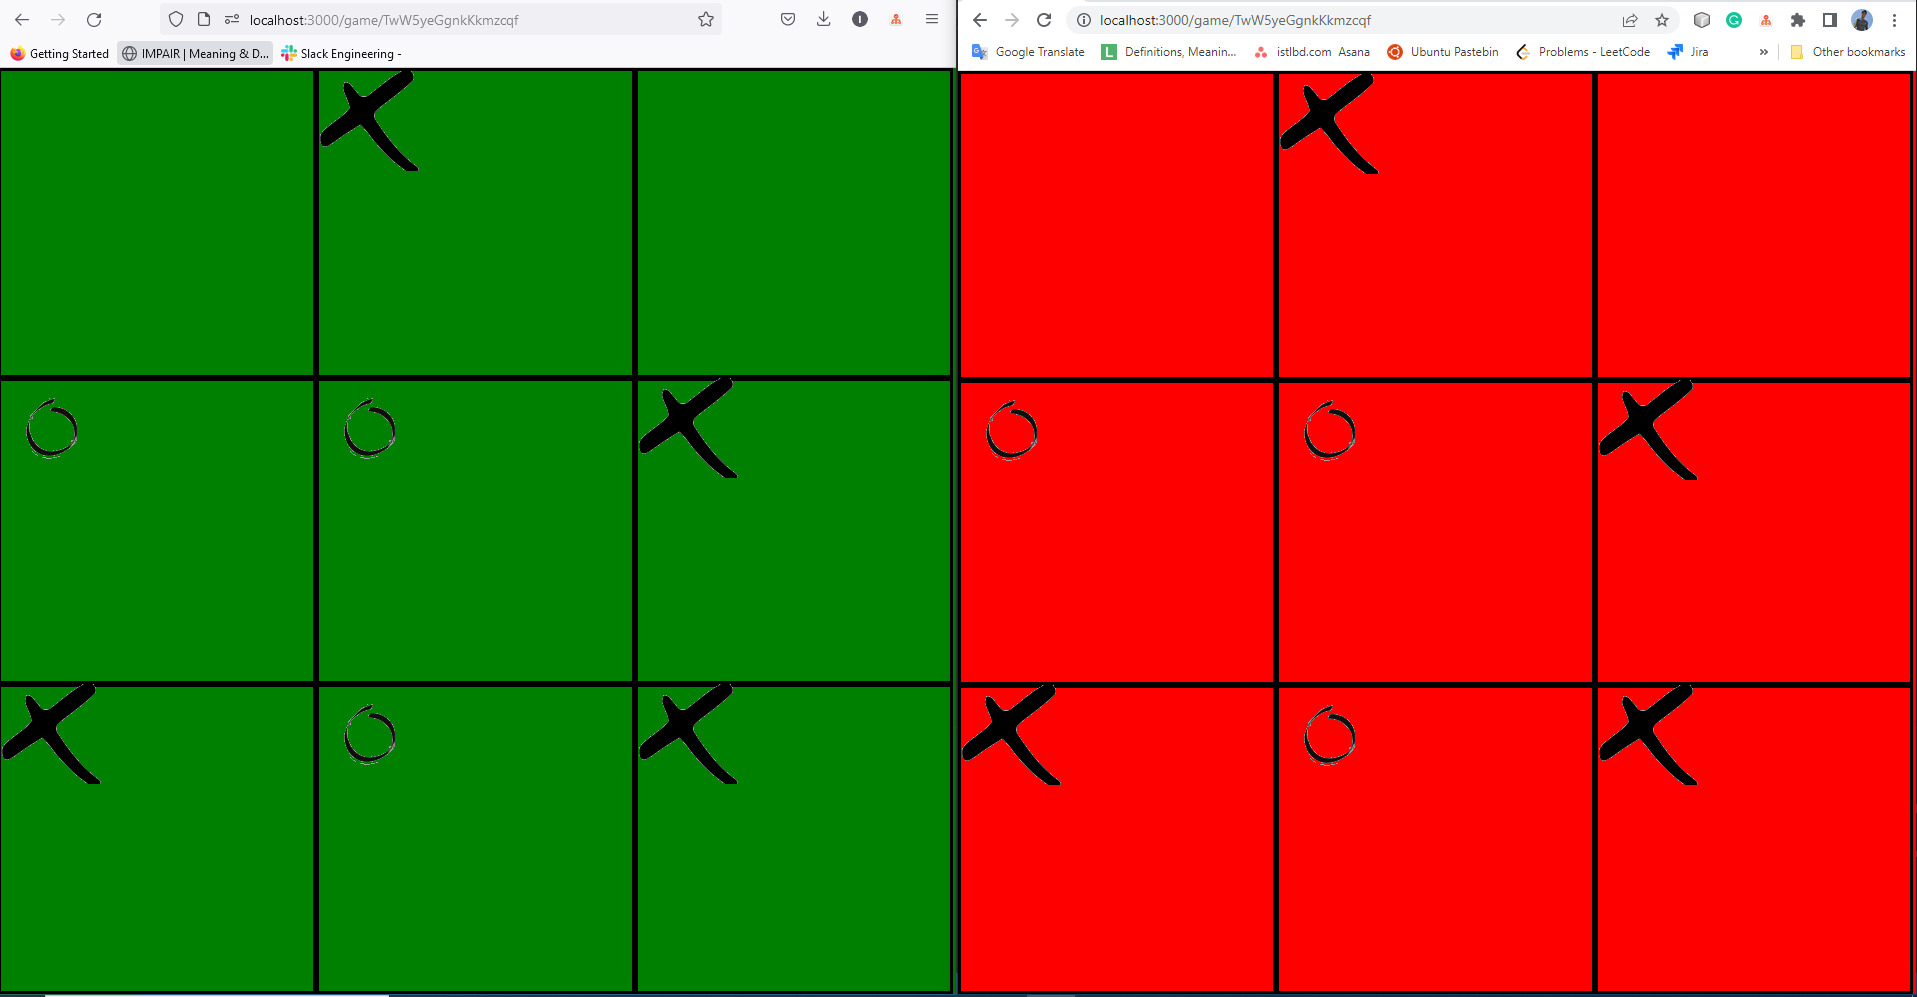 localhost:3000/game/TwW5yeGgnkKkmzcqf
Getting Started IMPAIR | Meaning & D... Slack Engineering -
localhost:3000/game/TwW5yeGgnkKkmzcqf
Google Translate Definitions, Meanin... istlbd.com Asana Ubuntu Pastebin Problems - LeetCode Jira » Other bookmarks